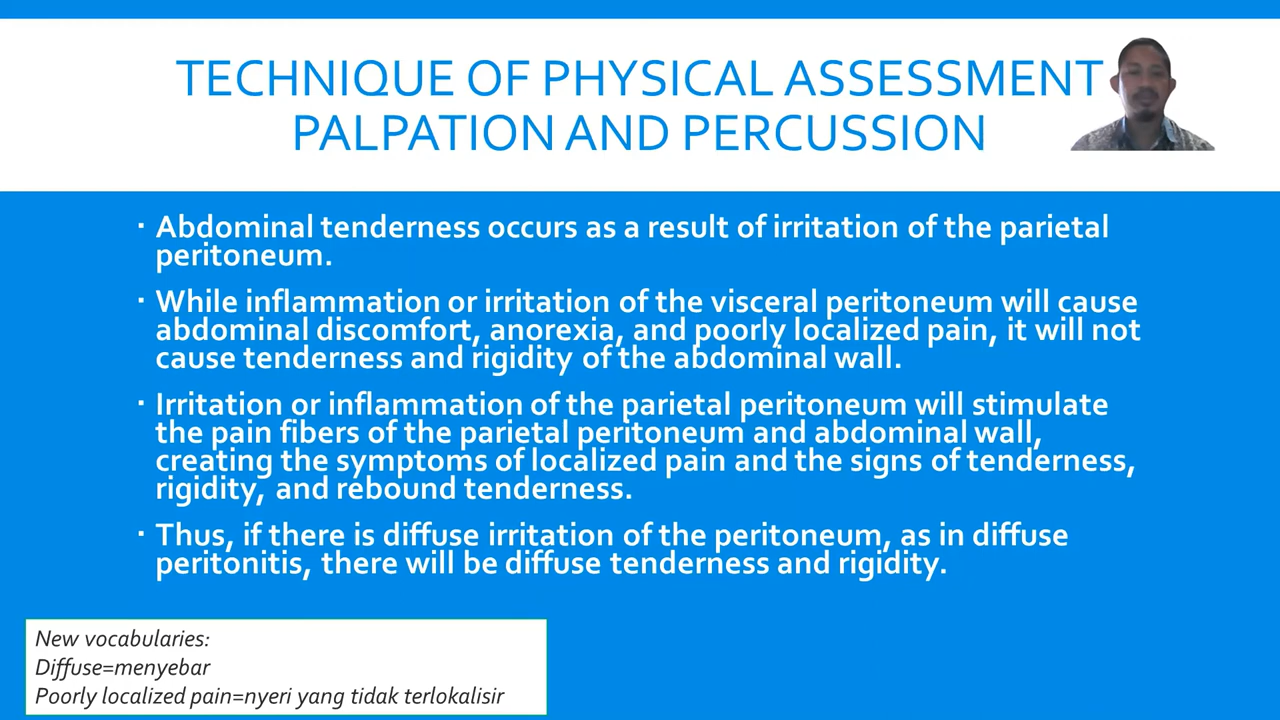 TECHNIQUE OF PHYSICAL ASSESSMENT
PALPATION AND PERCUSSION
▪ Abdominal tenderness occurs as a result of irritation of the parietal
peritoneum.
▪ While inflammation or irritation of the visceral peritoneum will cause
abdominal discomfort, anorexia, and poorly localized pain, it will not
cause tenderness and rigidity of the abdominal wall.
▪ Irritation or inflammation of the parietal peritoneum will stimulate
the pain fibers of the parietal peritoneum and abdominal wall,
creating the symptoms of localized pain and the signs of tenderness,
rigidity, and rebound tenderness.
▪ Thus, if there is diffuse irritation of the peritoneum, as in diffuse
peritonitis, there will be diffuse tenderness and rigidity.
New vocabularies:
Diffuse=menyebar
Poorly localized pain=nyeri yang tidak terlokalisir